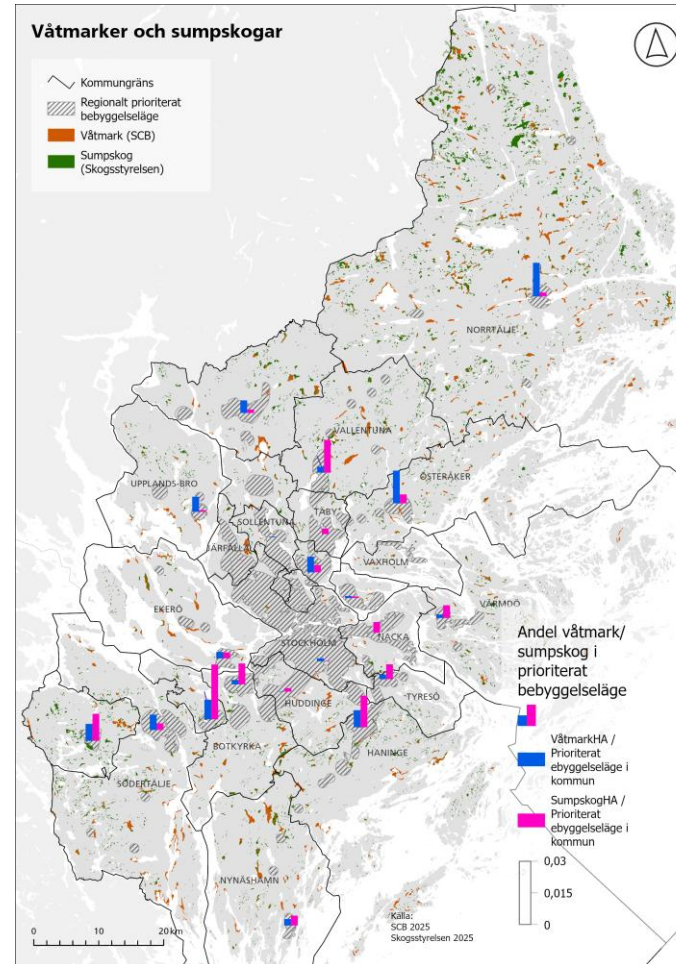 Våtmarker och sumpskogar
Kommungräns
Regionalt prioriterat
bebyggelseläge
Våtmark (SCB)
Sumpskog
(Skogsstyrelsen)
NORRTÄLJE
VALLENTUNA
ÖSTERÅKER
UPPLANDS-BRO
SOLLENTUNA
TÄBY
JÄRFÄLLA
VAXHOLM
EKERÖ
VÄRMDÖ
STOCKHOLM
NACKA
HUDDINGE
TYRESÖ
BOTKYRKA
HANINGE
SÖDERTÄLJE
NYNÄSHAMN
Andel våtmark/
sumpskog i
prioriterat
bebyggelseläge
VåtmarkHA /
Prioriterat
ebyggelseläge i
kommun
SumpskogHA /
Prioriterat
ebyggelseläge i
kommun
0,03
0,015
0
Källa:
SCB 2025
Skogsstyrelsen 2025
0 10 20 km